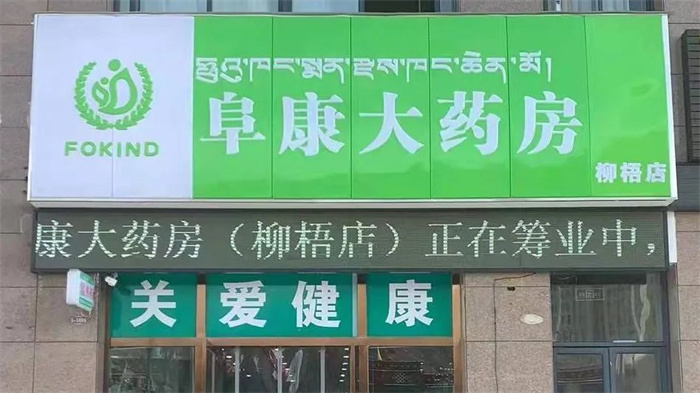 ཧྥུའུ་ཁང་སྨན་རྫས་ཁང་ཆེན་མོ།
FOKIND
阜康大药房
柳梧店
康大药房（柳梧店）正在筹业中，
关爱健康